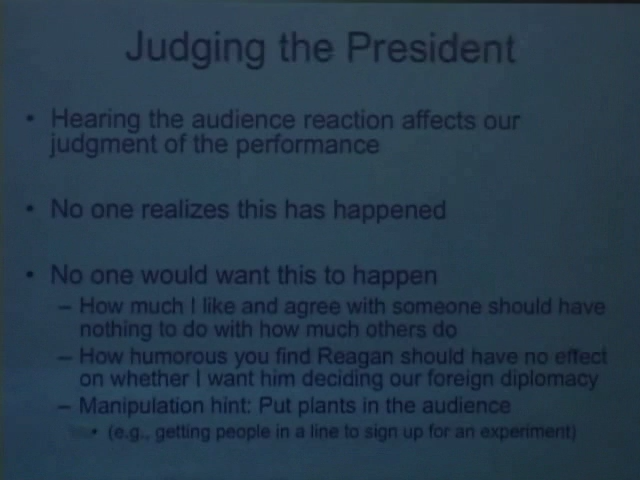 Judging the President
• Hearing the audience reaction affects our
judgment of the performance
• No one realizes this has happened
• No one would want this to happen
– How much I like and agree with someone should have
nothing to do with how much others do
– How humorous you find Reagan should have no effect
on whether I want him deciding our foreign diplomacy
– Manipulation hint: Put plants in the audience
• (e.g., getting people in a line to sign up for an experiment)